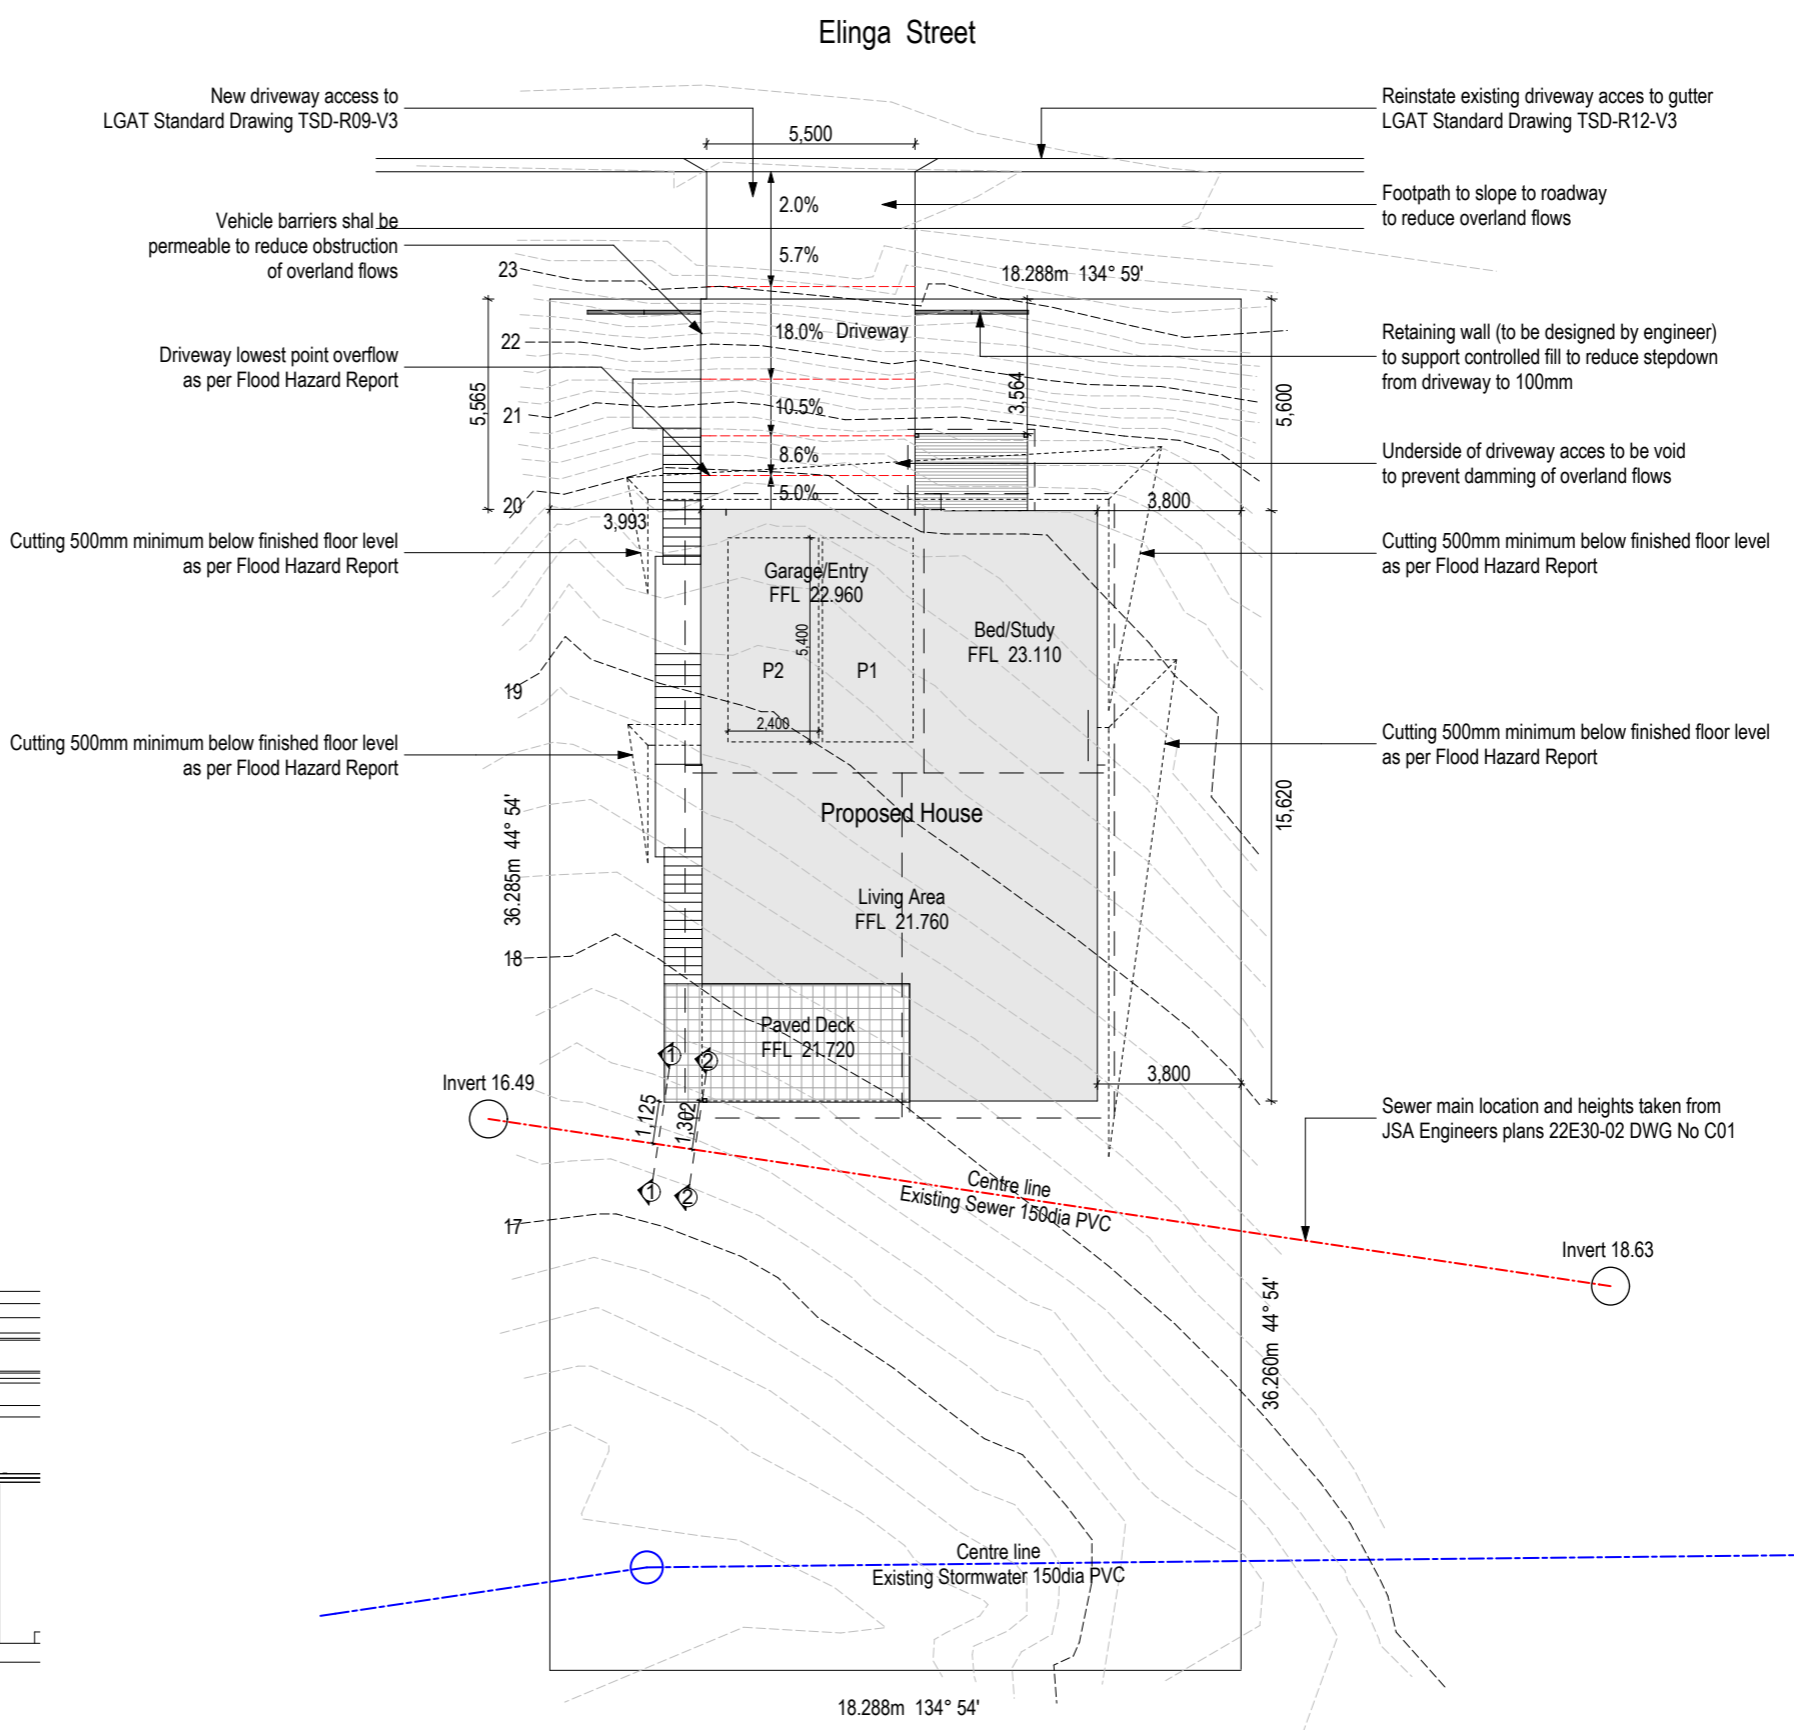 Elinga Street
New driveway access to
LGAT Standard Drawing TSD-R09-V3
Reinstate existing driveway acces to gutter
LGAT Standard Drawing TSD-R12-V3
5,500
2.0%
Footpath to slope to roadway
to reduce overland flows
Vehicle barriers shal be
permeable to reduce obstruction
of overland flows
5.7%
23
18.288m 134° 59'
18.0%
Driveway
22
Retaining wall (to be designed by engineer)
to support controlled fill to reduce stepdown
from driveway to 100mm
Driveway lowest point overflow
as per Flood Hazard Report
5,565
3,564
5,600
10.5%
21
8.6%
Underside of driveway acces to be void
to prevent damming of overland flows
5.0%
20
3,993
3,800
Cutting 500mm minimum below finished floor level
as per Flood Hazard Report
Cutting 500mm minimum below finished floor level
as per Flood Hazard Report
Garage/Entry
FFL 22.960
Bed/Study
FFL 23.110
5,400
P2
P1
19
2,400
Cutting 500mm minimum below finished floor level
as per Flood Hazard Report
Cutting 500mm minimum below finished floor level
as per Flood Hazard Report
Proposed House
36.285m 44° 54'
15,620
Living Area
FFL 21.760
18
Paved Deck
FFL 21.720
1
2
Invert 16.49
3,800
1,125
1,302
Sewer main location and heights taken from
JSA Engineers plans 22E30-02 DWG No C01
1
2
Centre line
Existing Sewer 150dia PVC
17
Invert 18.63
36.260m 44° 54'
Centre line
Existing Stormwater 150dia PVC
18.288m 134° 54'